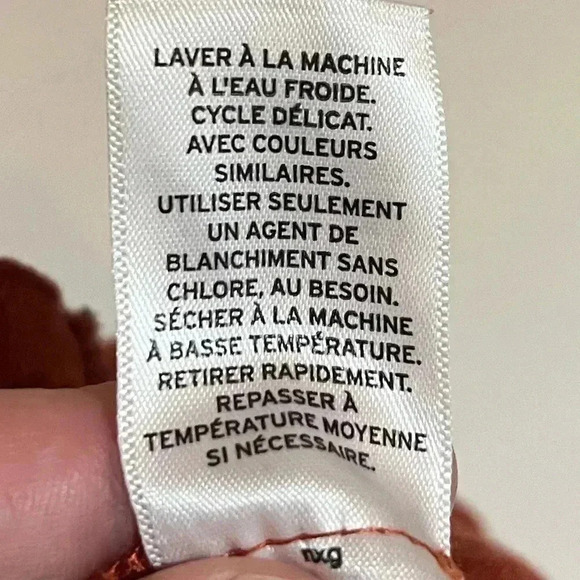 LAVER À LA MACHINE
À L'EAU FROIDE.
CYCLE DÉLICAT.
AVEC COULEURS
SIMILAIRES.
UTILISER SEULEMENT
UN AGENT DE
BLANCHIMENT SANS
CHLORE, AU BESOIN.
SÉCHER À LA MACHINE
À BASSE TEMPÉRATURE.
RETIRER RAPIDEMENT.
REPASSER À
TEMPÉRATURE MOYENNE
SI NÉCESSAIRE.
nxg